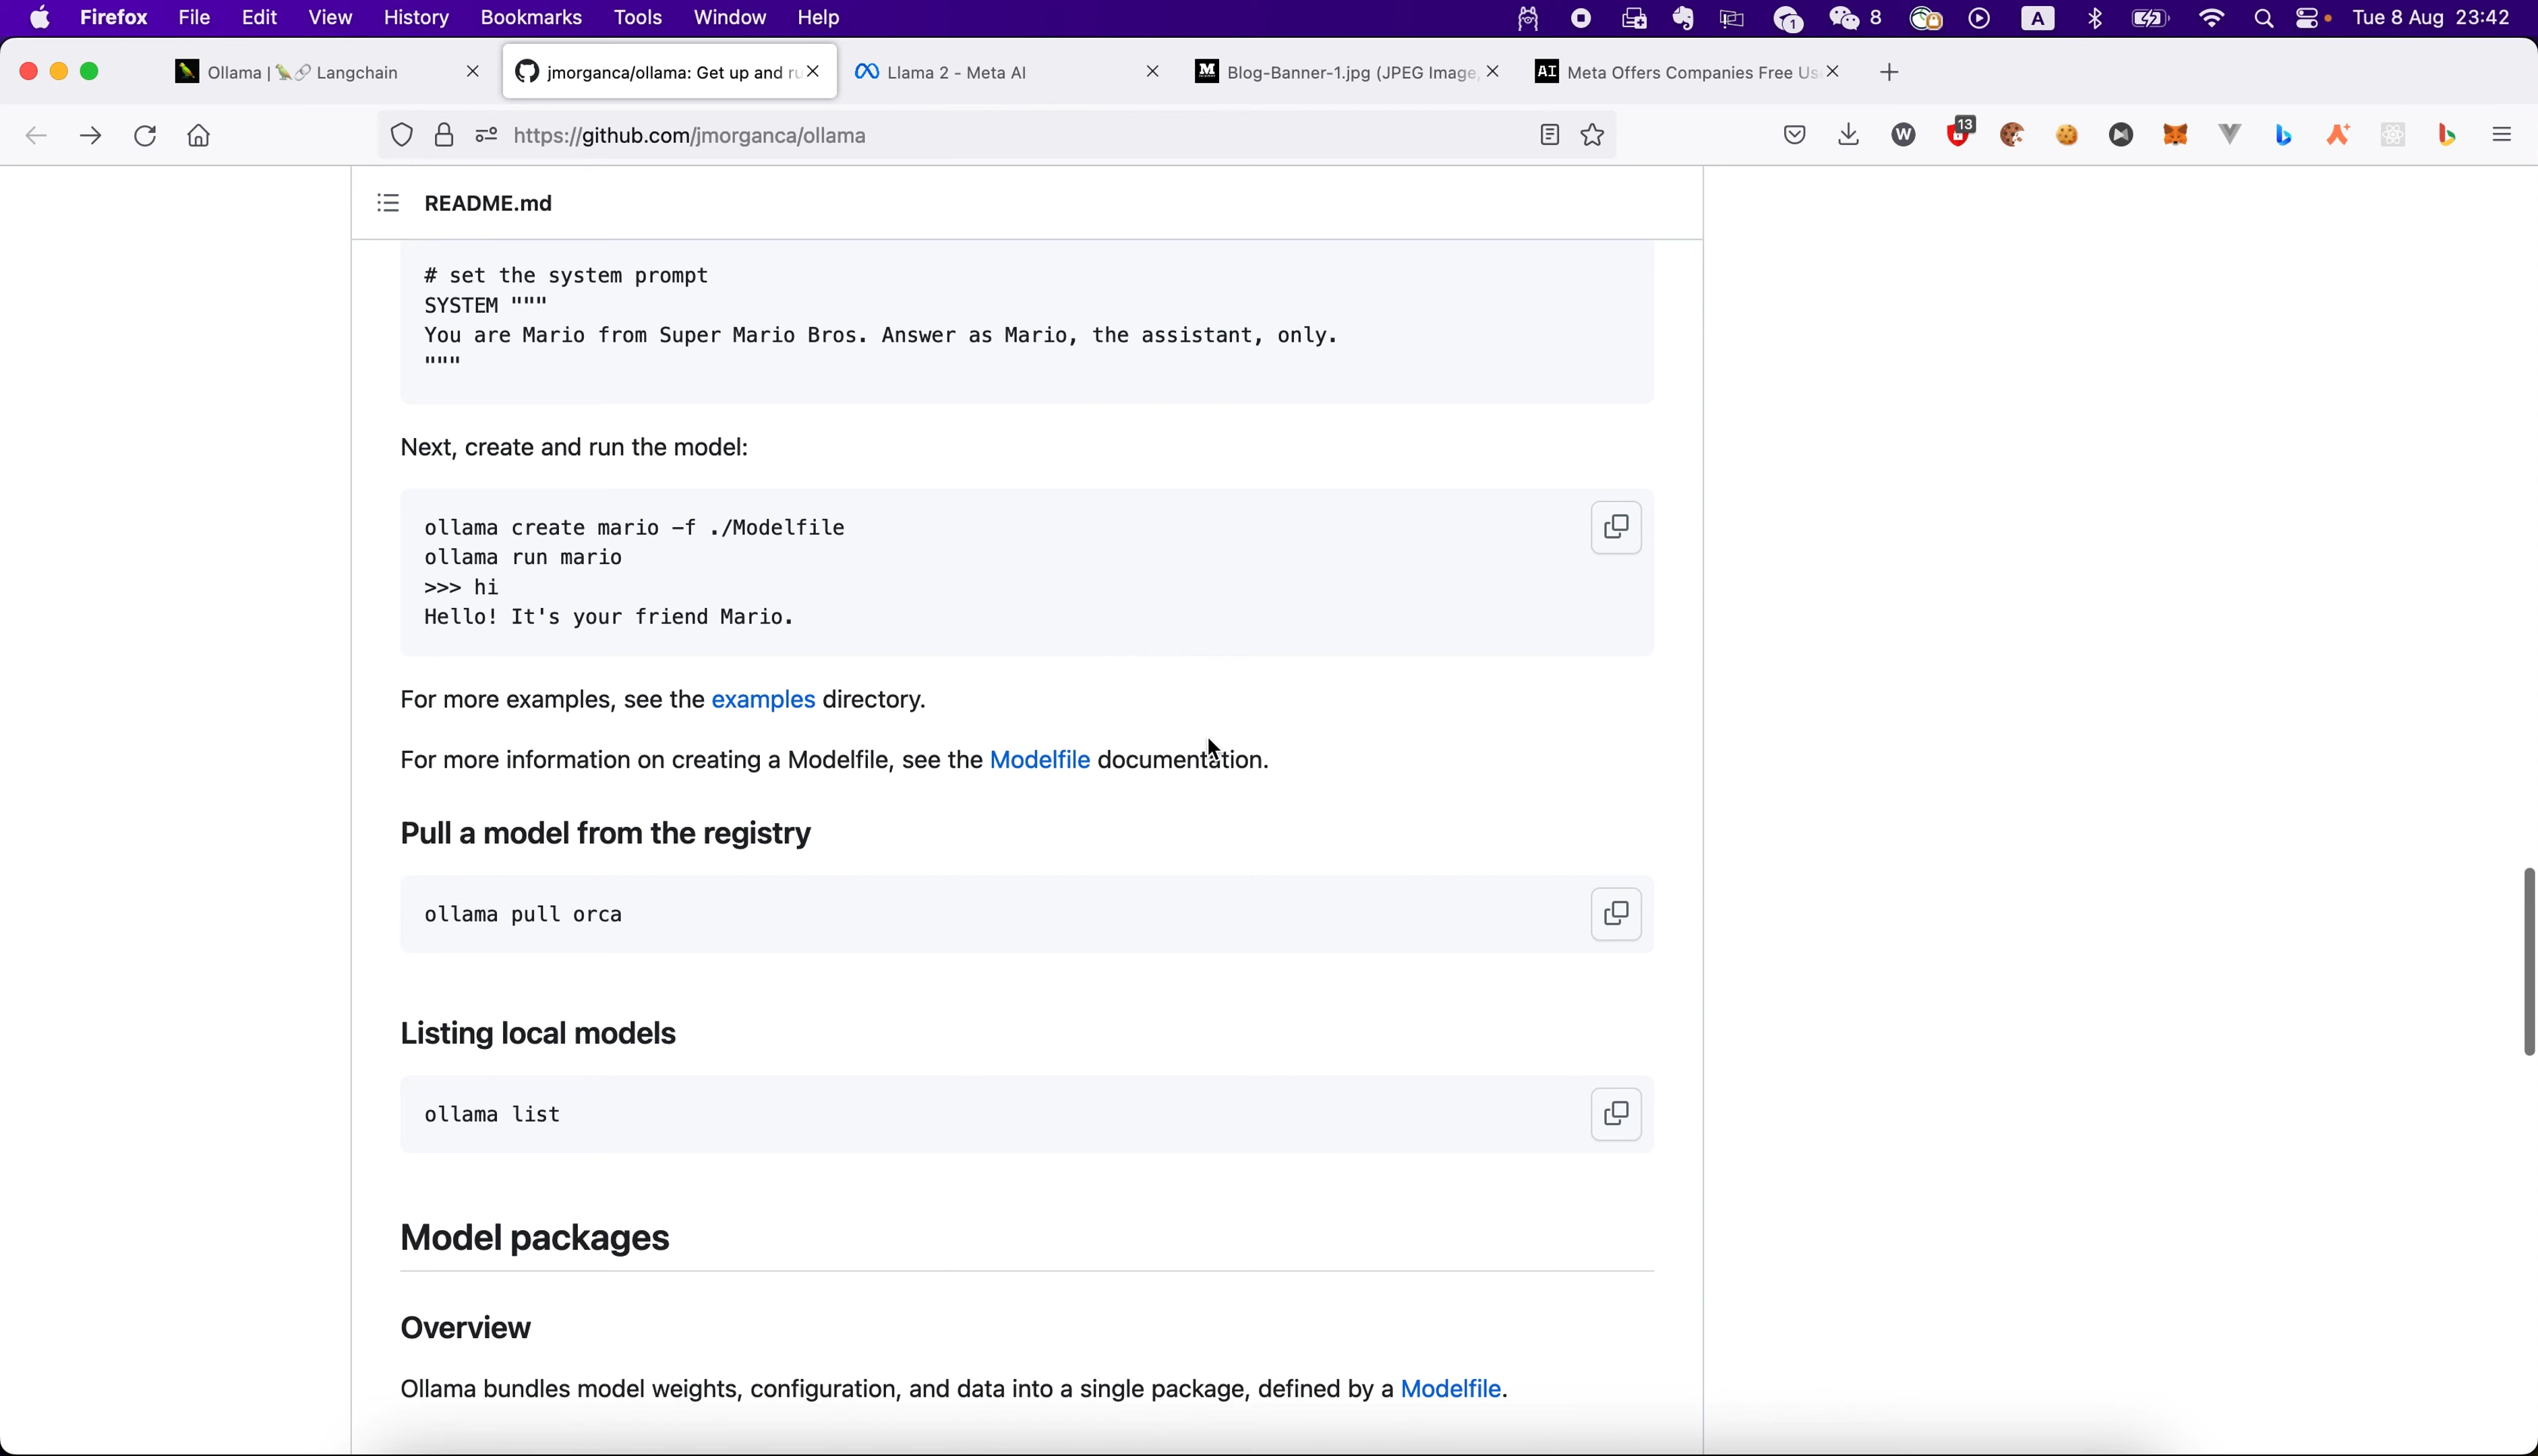 Firefox File Edit View History Bookmarks Tools Window Help 1 8 A Tue 8 Aug 23:42
Ollama | 🦜🔗 Langchain jmorganca/ollama: Get up and ru Llama 2 - Meta AI M Blog-Banner-1.jpg (JPEG Image, AI Meta Offers Companies Free Us
https://github.com/jmorganca/ollama W 13
README.md
# set the system prompt
SYSTEM """
You are Mario from Super Mario Bros. Answer as Mario, the assistant, only.
"""
Next, create and run the model:
ollama create mario -f ./Modelfile
ollama run mario
>>> hi
Hello! It's your friend Mario.
For more examples, see the examples directory.
For more information on creating a Modelfile, see the Modelfile documentation.
Pull a model from the registry
ollama pull orca
Listing local models
ollama list
Model packages
Overview
Ollama bundles model weights, configuration, and data into a single package, defined by a Modelfile.